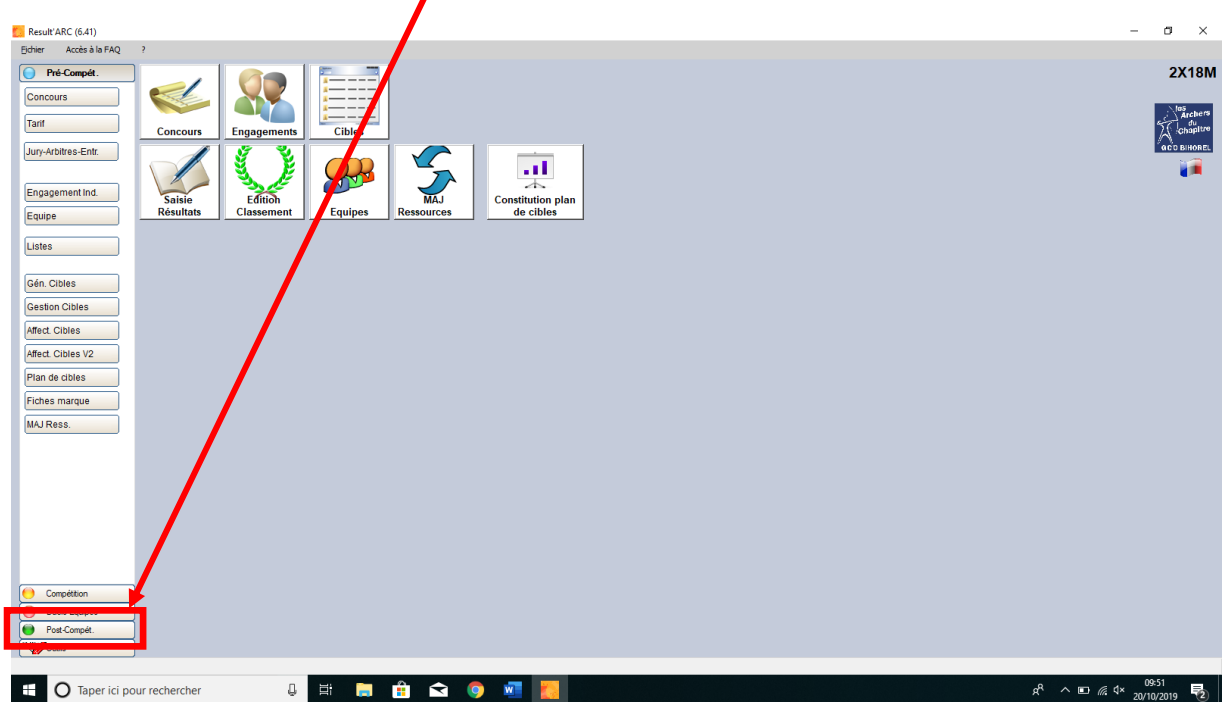 Result'ARC (6.41)
Fichier Accès à la FAQ ?
Pré-Compét.
Concours
Tarif
Jury-Arbitres-Entr.
Engagement Ind.
Equipe
Listes
Gén. Cibles
Gestion Cibles
Affect. Cibles
Affect. Cibles V2
Plan de cibles
Fiches marque
MAJ Ress.
Compétition
Post-Compét.
Concours
Engagements
Cibles
Saisie
Résultats
Edition
Classement
Equipes
MAJ
Ressources
Constitution plan
de cibles
2X18M
les
Archers
du
Chapitre
OCD BIHOREL
Taper ici pour rechercher
09:51
20/10/2019
2